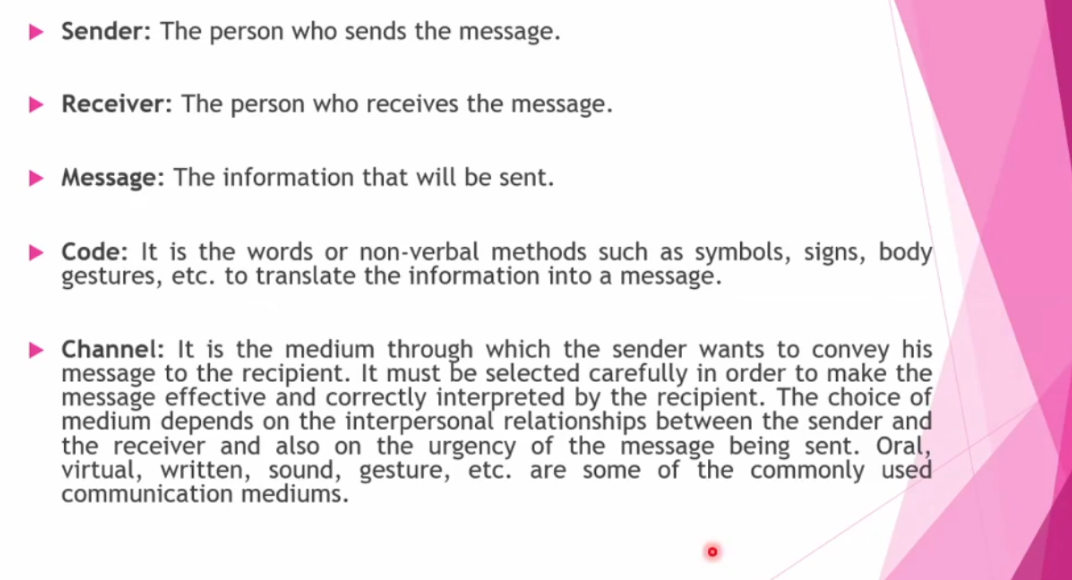 Sender: The person who sends the message.
Receiver: The person who receives the message.
Message: The information that will be sent.
Code: It is the words or non-verbal methods such as symbols, signs, body
gestures, etc. to translate the information into a message.
Channel: It is the medium through which the sender wants to convey his
message to the recipient. It must be selected carefully in order to make the
message effective and correctly interpreted by the recipient. The choice of
medium depends on the interpersonal relationships between the sender and
the receiver and also on the urgency of the message being sent. Oral,
virtual, written, sound, gesture, etc. are some of the commonly used
communication mediums.